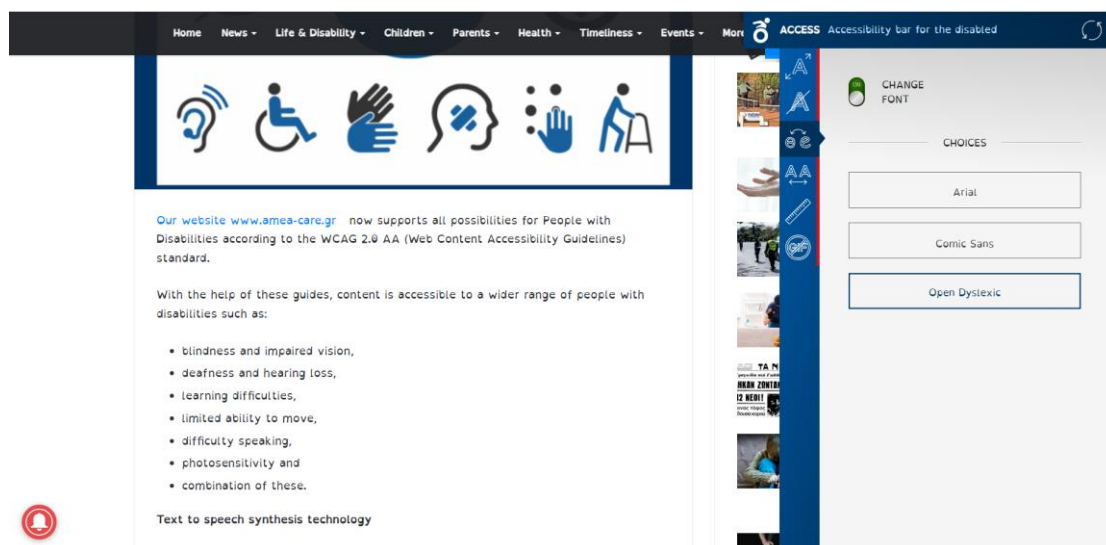 Home News Life & Disability Children Parents Health Timeliness Events More
ACCESS Accessibility bar for the disabled
ON CHANGE
FONT
CHOICES
Arial
Comic Sans
Open Dyslexic
GIF
Our website www.amea-care.gr now supports all possibilities for People with
Disabilities according to the WCAG 2.0 AA (Web Content Accessibility Guidelines)
standard.
With the help of these guides, content is accessible to a wider range of people with
disabilities such as:
• blindness and impaired vision,
• deafness and hearing loss,
• learning difficulties,
• limited ability to move,
• difficulty speaking,
• photosensitivity and
• combination of these.
Text to speech synthesis technology